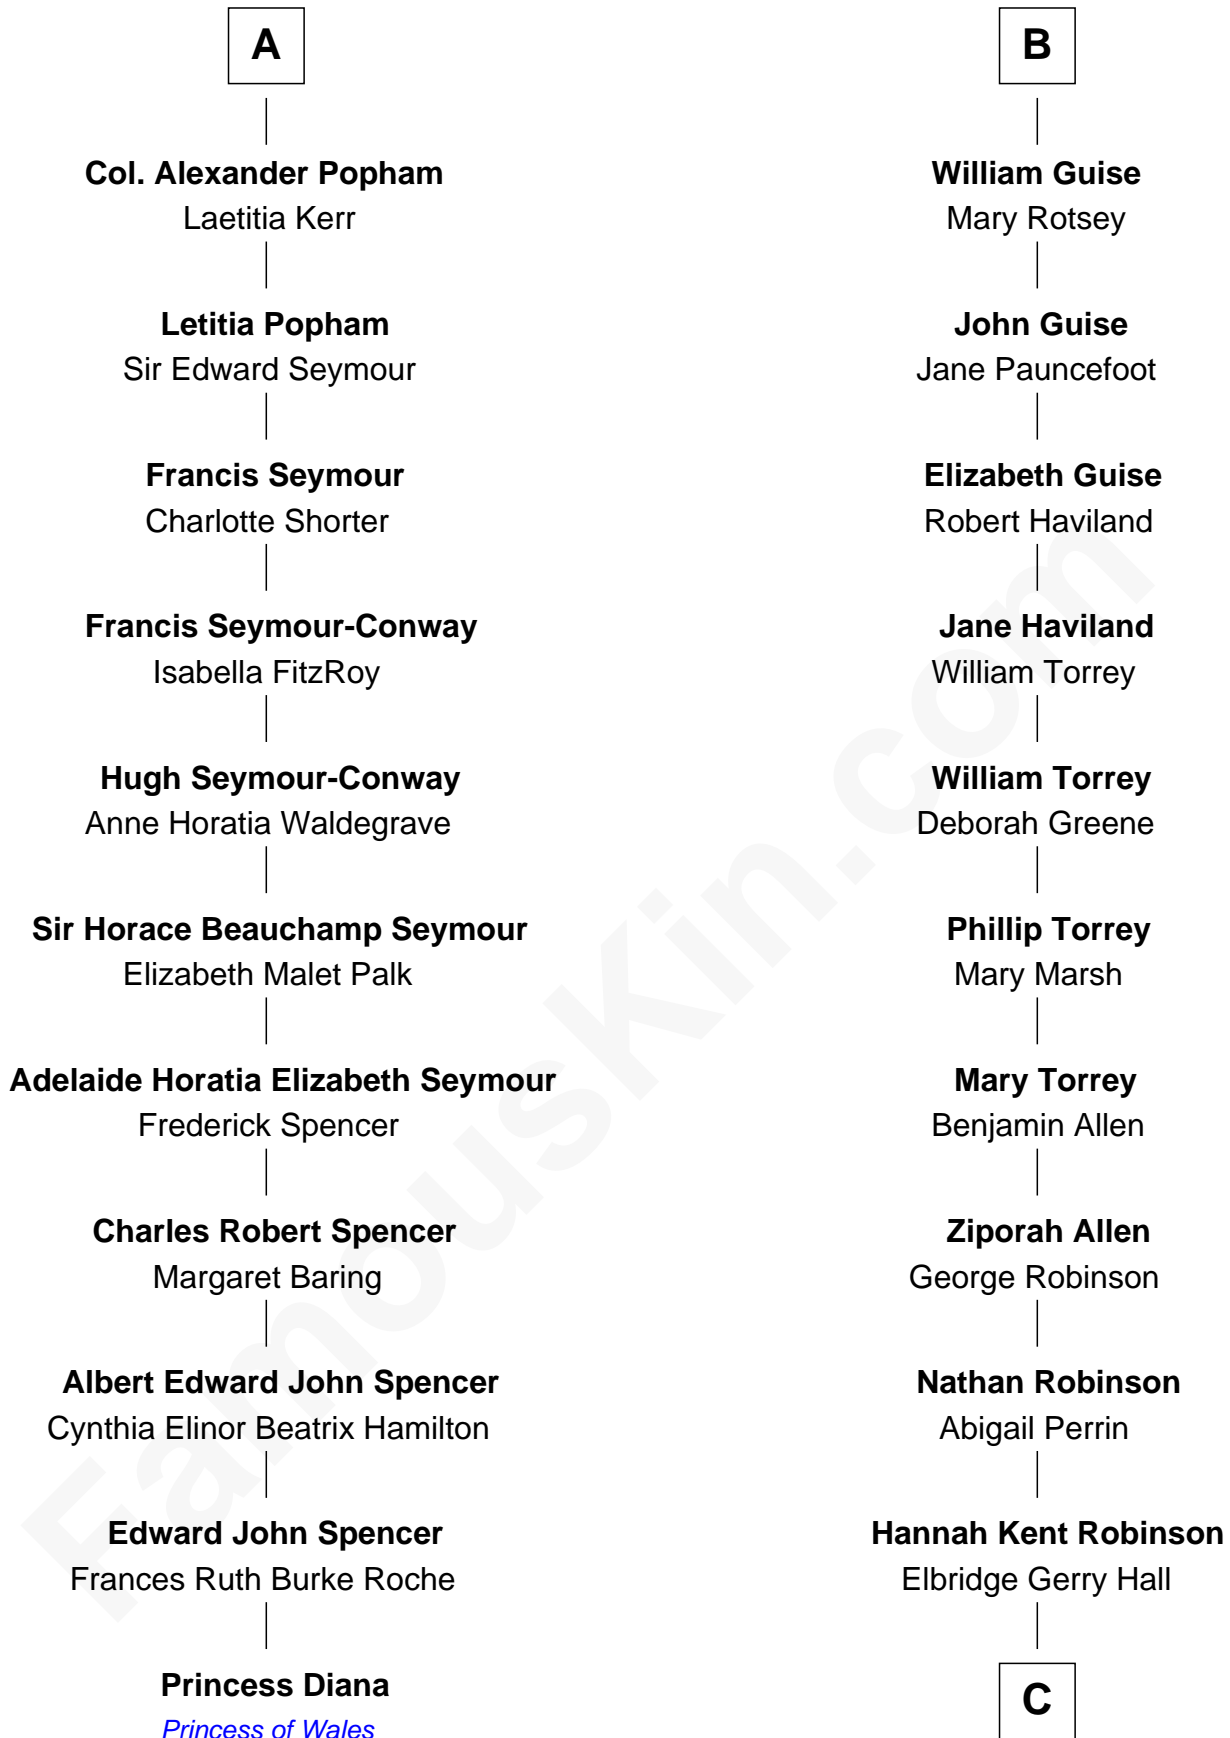 A
Col. Alexander Popham
Laetitia Kerr
Letitia Popham
Sir Edward Seymour
Francis Seymour
Charlotte Shorter
Francis Seymour-Conway
Isabella FitzRoy
Hugh Seymour-Conway
Anne Horatia Waldegrave
Sir Horace Beauchamp Seymour
Elizabeth Malet Palk
Adelaide Horatia Elizabeth Seymour
Frederick Spencer
Charles Robert Spencer
Margaret Baring
Albert Edward John Spencer
Cynthia Elinor Beatrix Hamilton
Edward John Spencer
Frances Ruth Burke Roche
Princess Diana
Princess of Wales
B
William Guise
Mary Rotsey
John Guise
Jane Pauncefoot
Elizabeth Guise
Robert Haviland
Jane Haviland
William Torrey
William Torrey
Deborah Greene
Phillip Torrey
Mary Marsh
Mary Torrey
Benjamin Allen
Ziporah Allen
George Robinson
Nathan Robinson
Abigail Perrin
Hannah Kent Robinson
Elbridge Gerry Hall
C
FamousKin.com